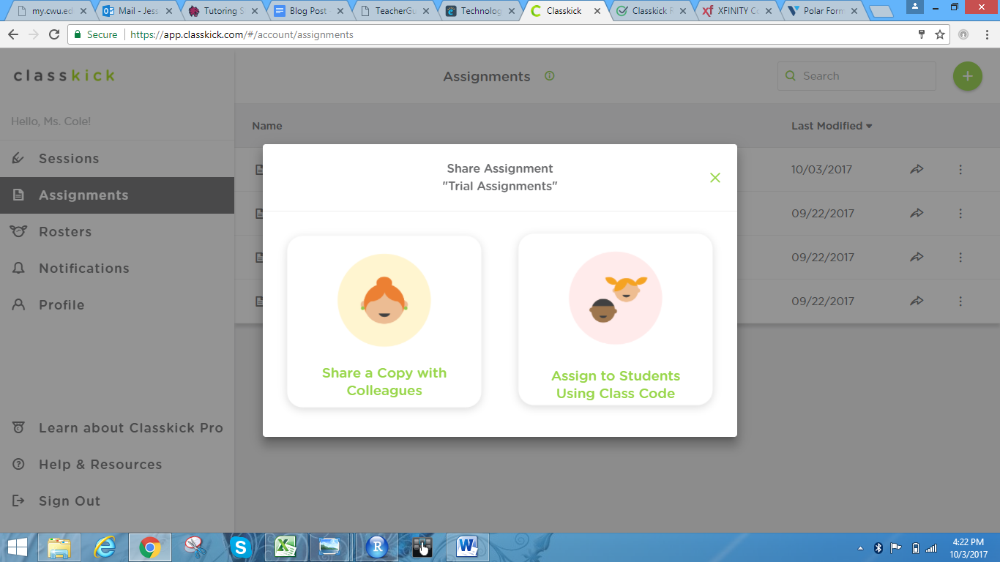 my.cwu.ed
Mail - Jess
Tutoring S
Blog Post -
TeacherGu
Technolog
Classkick
Classkick P
XFINITY Co
Polar Form
Secure
https://app.classkick.com/#/account/assignments
classkick
Assignments
Search
Hello, Ms. Cole!
Name
Last Modified
Sessions
Assignments
Rosters
Notifications
Profile
Share Assignment
"Trial Assignments"
10/03/2017
09/22/2017
09/22/2017
09/22/2017
Share a Copy with
Colleagues
Assign to Students
Using Class Code
Learn about Classkick Pro
Help & Resources
Sign Out
4:22 PM
10/3/2017